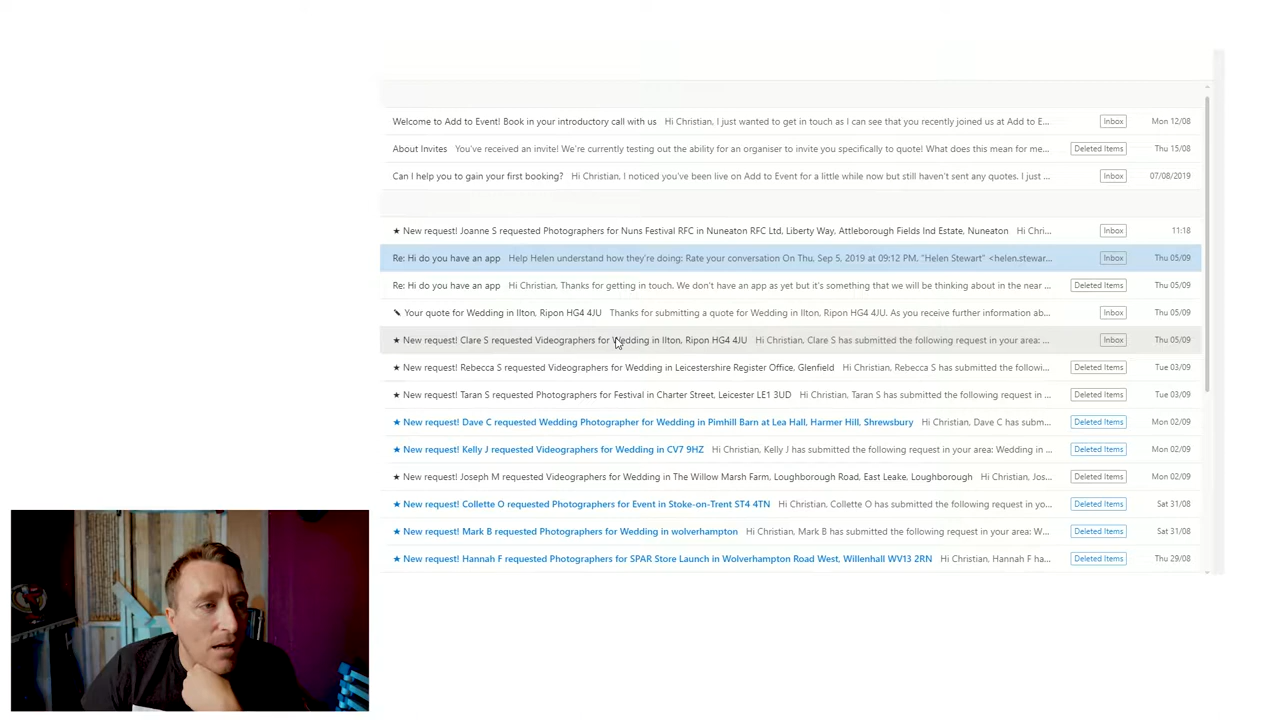 Welcome to Add to Event! Book in your introductory call with us Hi Christian, I just wanted to get in touch as I can see that you recently joined us at Add to E... Inbox Mon 12/08
About Invites You've received an invite! We're currently testing out the ability for an organiser to invite you specifically to quote! What does this mean for me... Deleted Items Thu 15/08
Can I help you to gain your first booking? Hi Christian, I noticed you've been live on Add to Event for a little while now but still haven't sent any quotes. I just ... Inbox 07/08/2019
★ New request! Joanne S requested Photographers for Nuns Festival RFC in Nuneaton RFC Ltd, Liberty Way, Attleborough Fields Ind Estate, Nuneaton Hi Chri... Inbox 11:18
Re: Hi do you have an app Help Helen understand how they're doing: Rate your conversation On Thu, Sep 5, 2019 at 09:12 PM, "Helen Stewart" <helen.stewar... Inbox Thu 05/09
Re: Hi do you have an app Hi Christian, Thanks for getting in touch. We don't have an app as yet but it's something that we will be thinking about in the near ... Deleted Items Thu 05/09
✎ Your quote for Wedding in Ilton, Ripon HG4 4JU Thanks for submitting a quote for Wedding in Ilton, Ripon HG4 4JU. As you receive further information ab... Inbox Thu 05/09
★ New request! Clare S requested Videographers for Wedding in Ilton, Ripon HG4 4JU Hi Christian, Clare S has submitted the following request in your area: ... Inbox Thu 05/09
★ New request! Rebecca S requested Videographers for Wedding in Leicestershire Register Office, Glenfield Hi Christian, Rebecca S has submitted the following re... Deleted Items Tue 03/09
★ New request! Taran S requested Photographers for Festival in Charter Street, Leicester LE1 3UD Hi Christian, Taran S has submitted the following request in ... Deleted Items Tue 03/09
★ New request! Dave C requested Wedding Photographer for Wedding in Pimhill Barn at Lea Hall, Harmer Hill, Shrewsbury Hi Christian, Dave C has subm... Deleted Items Mon 02/09
★ New request! Kelly J requested Videographers for Wedding in CV7 9HZ Hi Christian, Kelly J has submitted the following request in your area: Wedding in ... Deleted Items Mon 02/09
★ New request! Joseph M requested Videographers for Wedding in The Willow Marsh Farm, Loughborough Road, East Leake, Loughborough Hi Christian, Jos... Deleted Items Mon 02/09
★ New request! Collette O requested Photographers for Event in Stoke-on-Trent ST4 4TN Hi Christian, Collette O has submitted the following request in yo... Deleted Items Sat 31/08
★ New request! Mark B requested Photographers for Wedding in wolverhampton Hi Christian, Mark B has submitted the following request in your area: W... Deleted Items Sat 31/08
★ New request! Hannah F requested Photographers for SPAR Store Launch in Wolverhampton Road West, Willenhall WV13 2RN Hi Christian, Hannah F ha... Deleted Items Thu 29/08